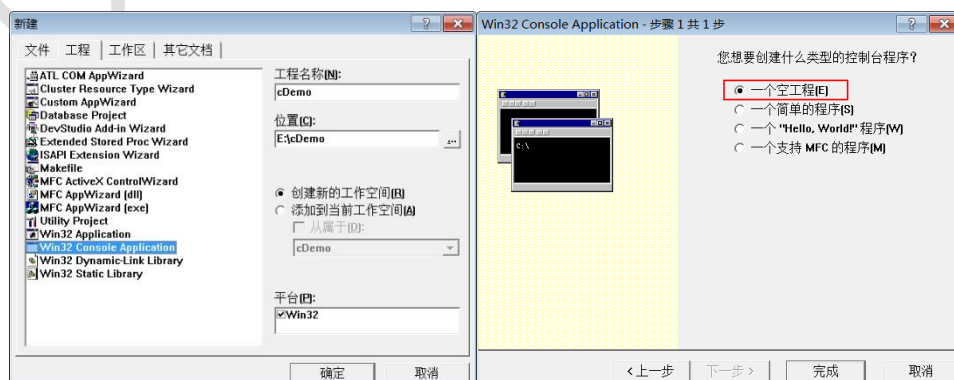 新建
文件 工程 工作区 其它文档
ATL COM AppWizard
Cluster Resource Type Wizard
Custom AppWizard
Database Project
DevStudio Add-in Wizard
Extended Stored Proc Wizard
ISAPI Extension Wizard
Makefile
MFC ActiveX ControlWizard
MFC AppWizard (dll)
MFC AppWizard (exe)
Utility Project
Win32 Application
Win32 Console Application
Win32 Dynamic-Link Library
Win32 Static Library
工程名称(N):
cDemo
位置(C):
E:\cDemo
...
创建新的工作空间(R)
添加到当前工作空间(A)
从属于(D):
cDemo
平台(P):
Win32
确定 取消
Win32 Console Application - 步骤 1 共 1 步
您想要创建什么类型的控制台程序?
一个空工程(E)
一个简单的程序(S)
一个 "Hello, World!" 程序(W)
一个支持 MFC 的程序(M)
C:\
<上一步 下一步> 完成 取消